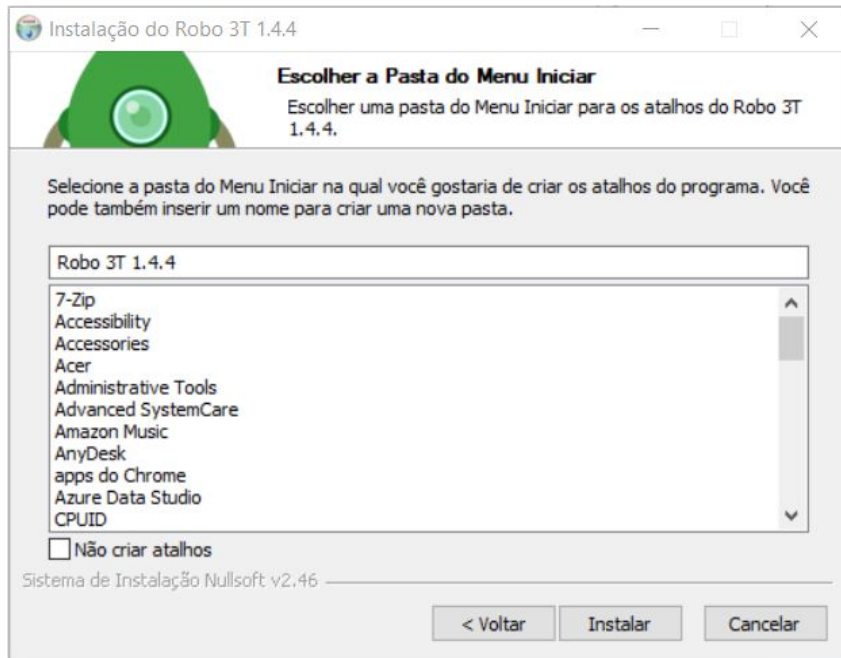 Instalação do Robo 3T 1.4.4
Escolher a Pasta do Menu Iniciar
Escolher uma pasta do Menu Iniciar para os atalhos do Robo 3T
1.4.4.
Selecione a pasta do Menu Iniciar na qual você gostaria de criar os atalhos do programa. Você
pode também inserir um nome para criar uma nova pasta.
Robo 3T 1.4.4
7-Zip
Accessibility
Accessories
Acer
Administrative Tools
Advanced SystemCare
Amazon Music
AnyDesk
apps do Chrome
Azure Data Studio
CPUID
Não criar atalhos
Sistema de Instalação Nullsoft v2.46
< Voltar
Instalar
Cancelar